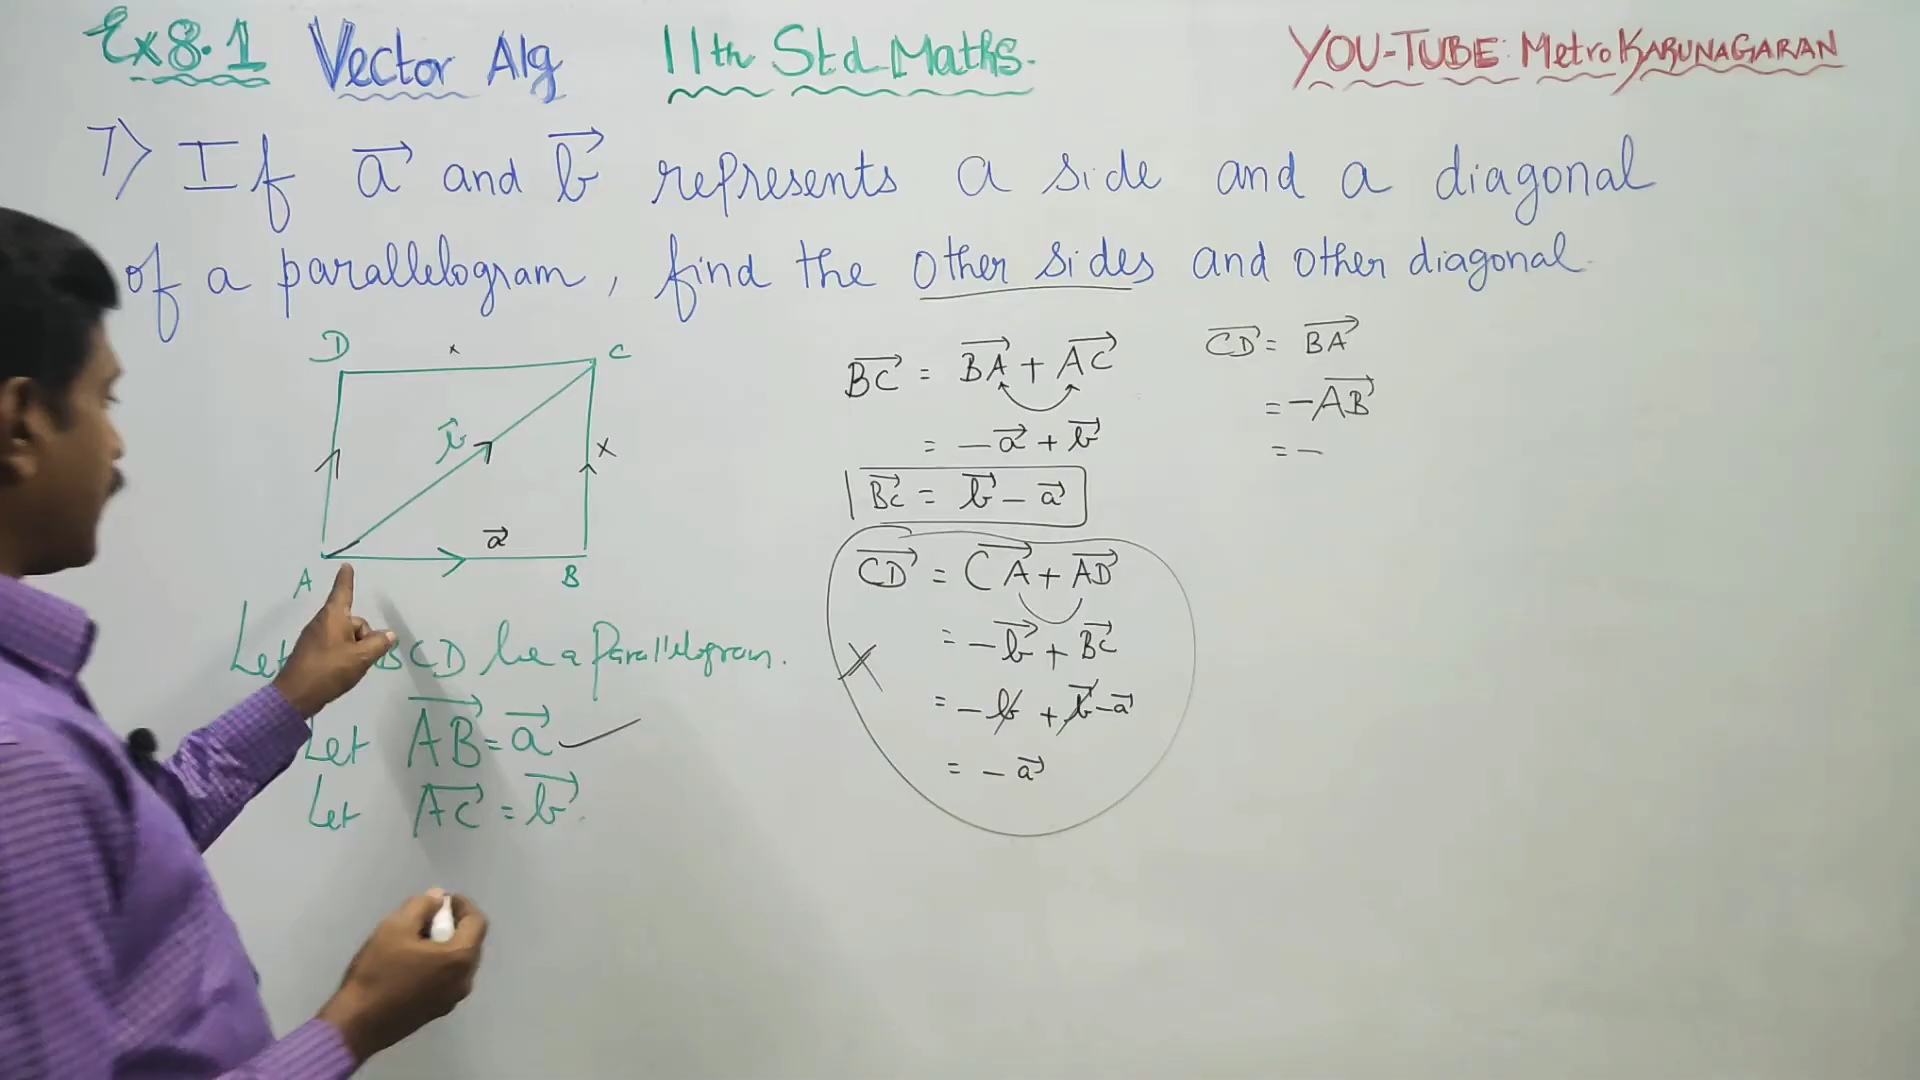 Ex 8.1 Vector Alg 11th Std Maths. YOU-TUBE: Metro KARUNAGARAN
7) If a⃗ and b⃗ represents a side and a diagonal
of a parallelogram, find the other sides and other diagonal.
D x C
b⃗ x
a⃗
A B
Let BCD be a Parallelogram.
Let AB⃗ = a⃗
Let AC⃗ = b⃗.
BC⃗ = BA⃗ + AC⃗
= -a⃗ + b⃗
BC⃗ = b⃗ - a⃗
CD⃗ = CA⃗ + AD⃗
= -b⃗ + BC⃗
= -b⃗ + b⃗ - a⃗
= -a⃗
X
CD⃗ = BA⃗
= -AB⃗
= -